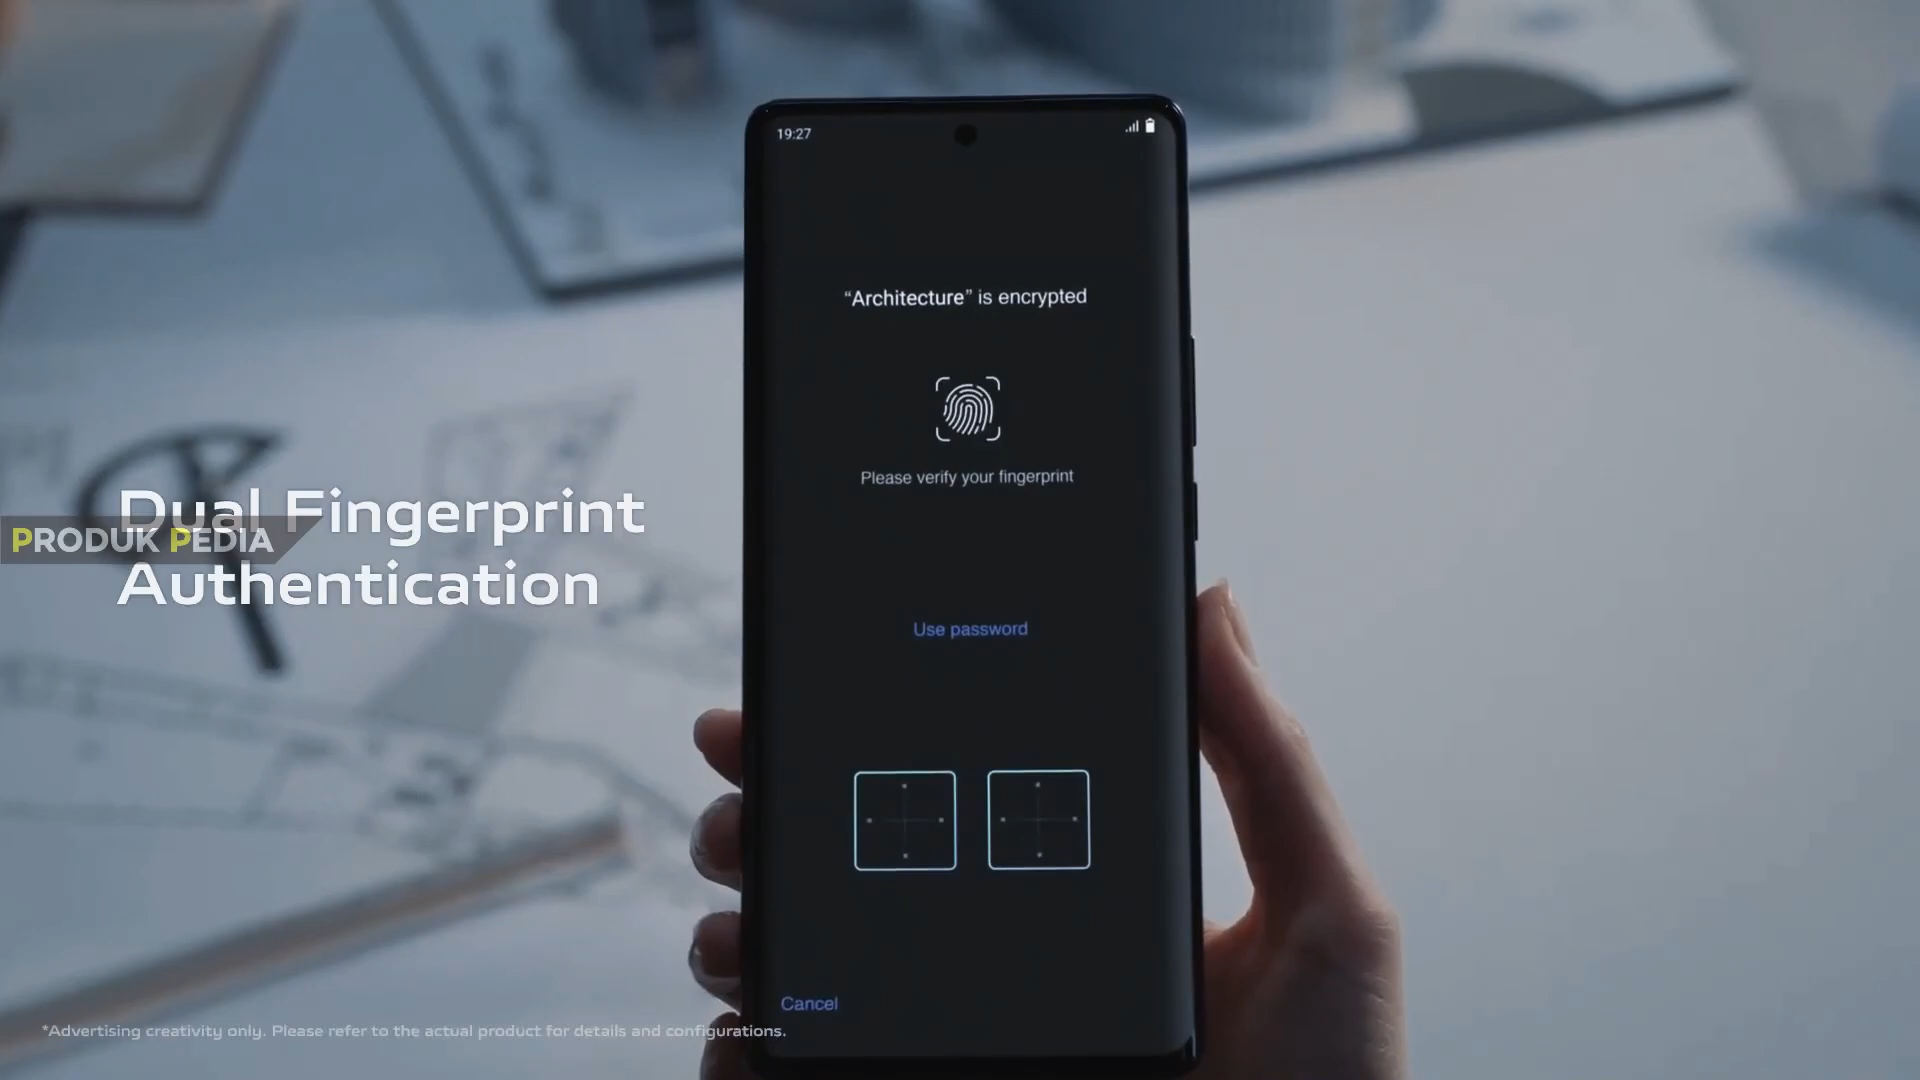 19:27
“Architecture” is encrypted
Please verify your fingerprint
Dual Fingerprint
PRODUK PEDIA
Authentication
Use password
Cancel
*Advertising creativity only. Please refer to the actual product for details and configurations.